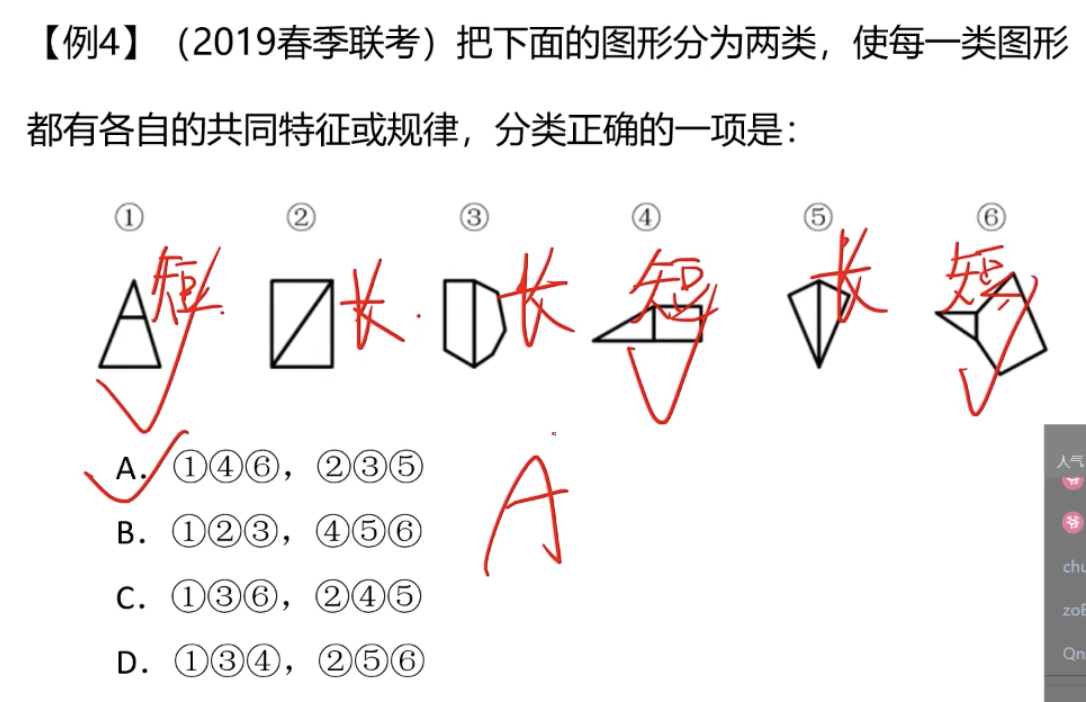 【例4】（2019春季联考）把下面的图形分为两类，使每一类图形
都有各自的共同特征或规律，分类正确的一项是：
① ② ③ ④ ⑤ ⑥
短 长 长 短 长 短
A. ①④⑥，②③⑤
A
B. ①②③，④⑤⑥
C. ①③⑥，②④⑤
D. ①③④，②⑤⑥
人气
爷
爷
chu
zoE
Qn